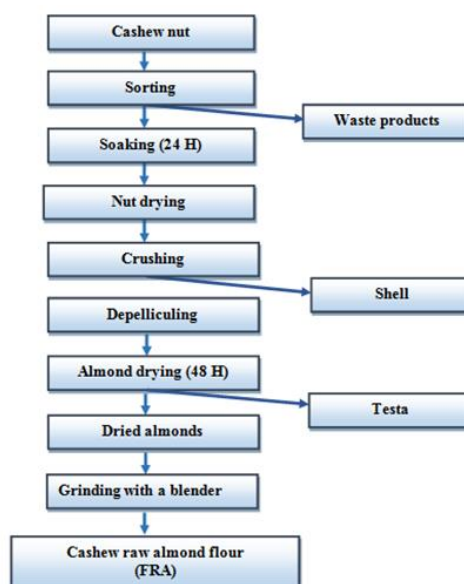 Cashew nut
Sorting
Waste products
Soaking (24 H)
Nut drying
Crushing
Shell
Depelliculing
Almond drying (48 H)
Testa
Dried almonds
Grinding with a blender
Cashew raw almond flour
(FRA)